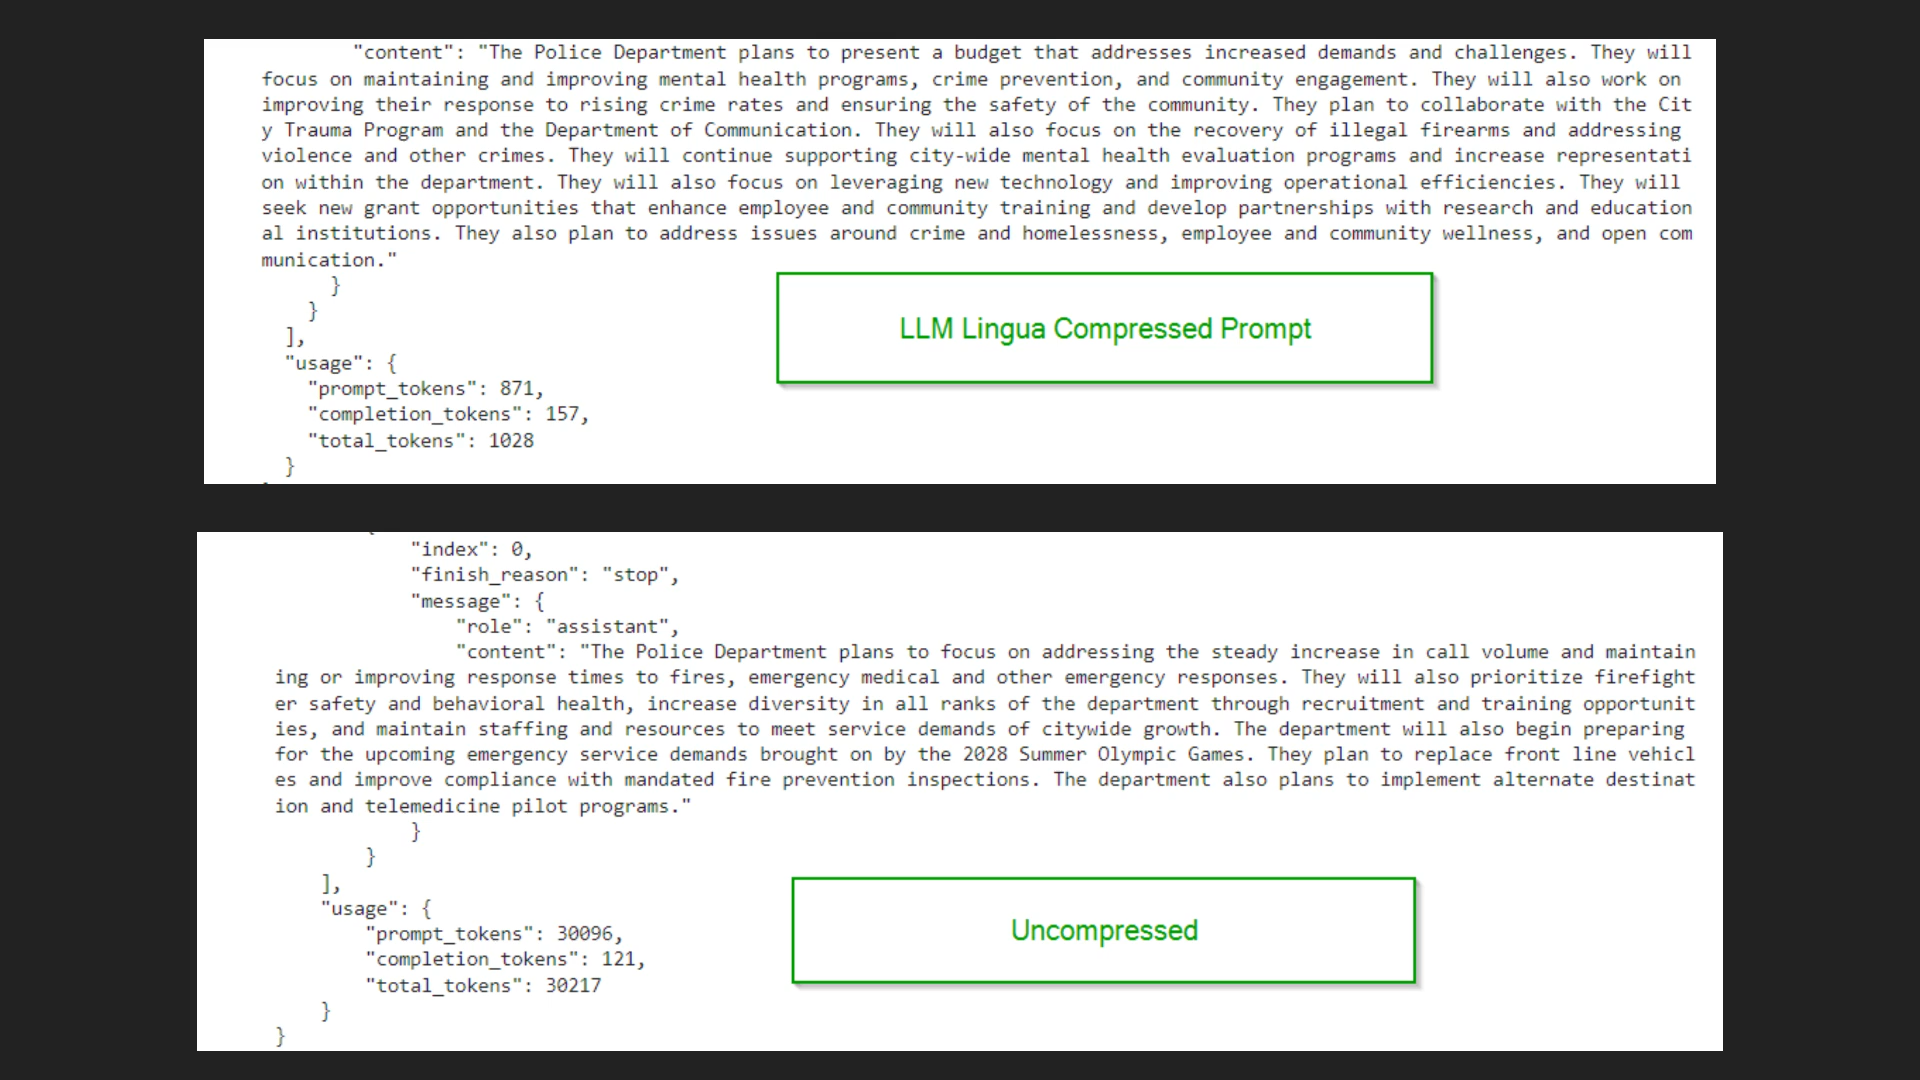 "content": "The Police Department plans to present a budget that addresses increased demands and challenges. They will
focus on maintaining and improving mental health programs, crime prevention, and community engagement. They will also work on
improving their response to rising crime rates and ensuring the safety of the community. They plan to collaborate with the Cit
y Trauma Program and the Department of Communication. They will also focus on the recovery of illegal firearms and addressing
violence and other crimes. They will continue supporting city-wide mental health evaluation programs and increase representati
on within the department. They will also focus on leveraging new technology and improving operational efficiencies. They will
seek new grant opportunities that enhance employee and community training and develop partnerships with research and education
al institutions. They also plan to address issues around crime and homelessness, employee and community wellness, and open com
munication."
}
}
],
"usage": {
"prompt_tokens": 871,
"completion_tokens": 157,
"total_tokens": 1028
}
LLM Lingua Compressed Prompt
"index": 0,
"finish_reason": "stop",
"message": {
"role": "assistant",
"content": "The Police Department plans to focus on addressing the steady increase in call volume and maintain
ing or improving response times to fires, emergency medical and other emergency responses. They will also prioritize firefight
er safety and behavioral health, increase diversity in all ranks of the department through recruitment and training opportunit
ies, and maintain staffing and resources to meet service demands of citywide growth. The department will also begin preparing
for the upcoming emergency service demands brought on by the 2028 Summer Olympic Games. They plan to replace front line vehicl
es and improve compliance with mandated fire prevention inspections. The department also plans to implement alternate destinat
ion and telemedicine pilot programs."
}
}
],
"usage": {
"prompt_tokens": 30096,
"completion_tokens": 121,
"total_tokens": 30217
}
}
Uncompressed